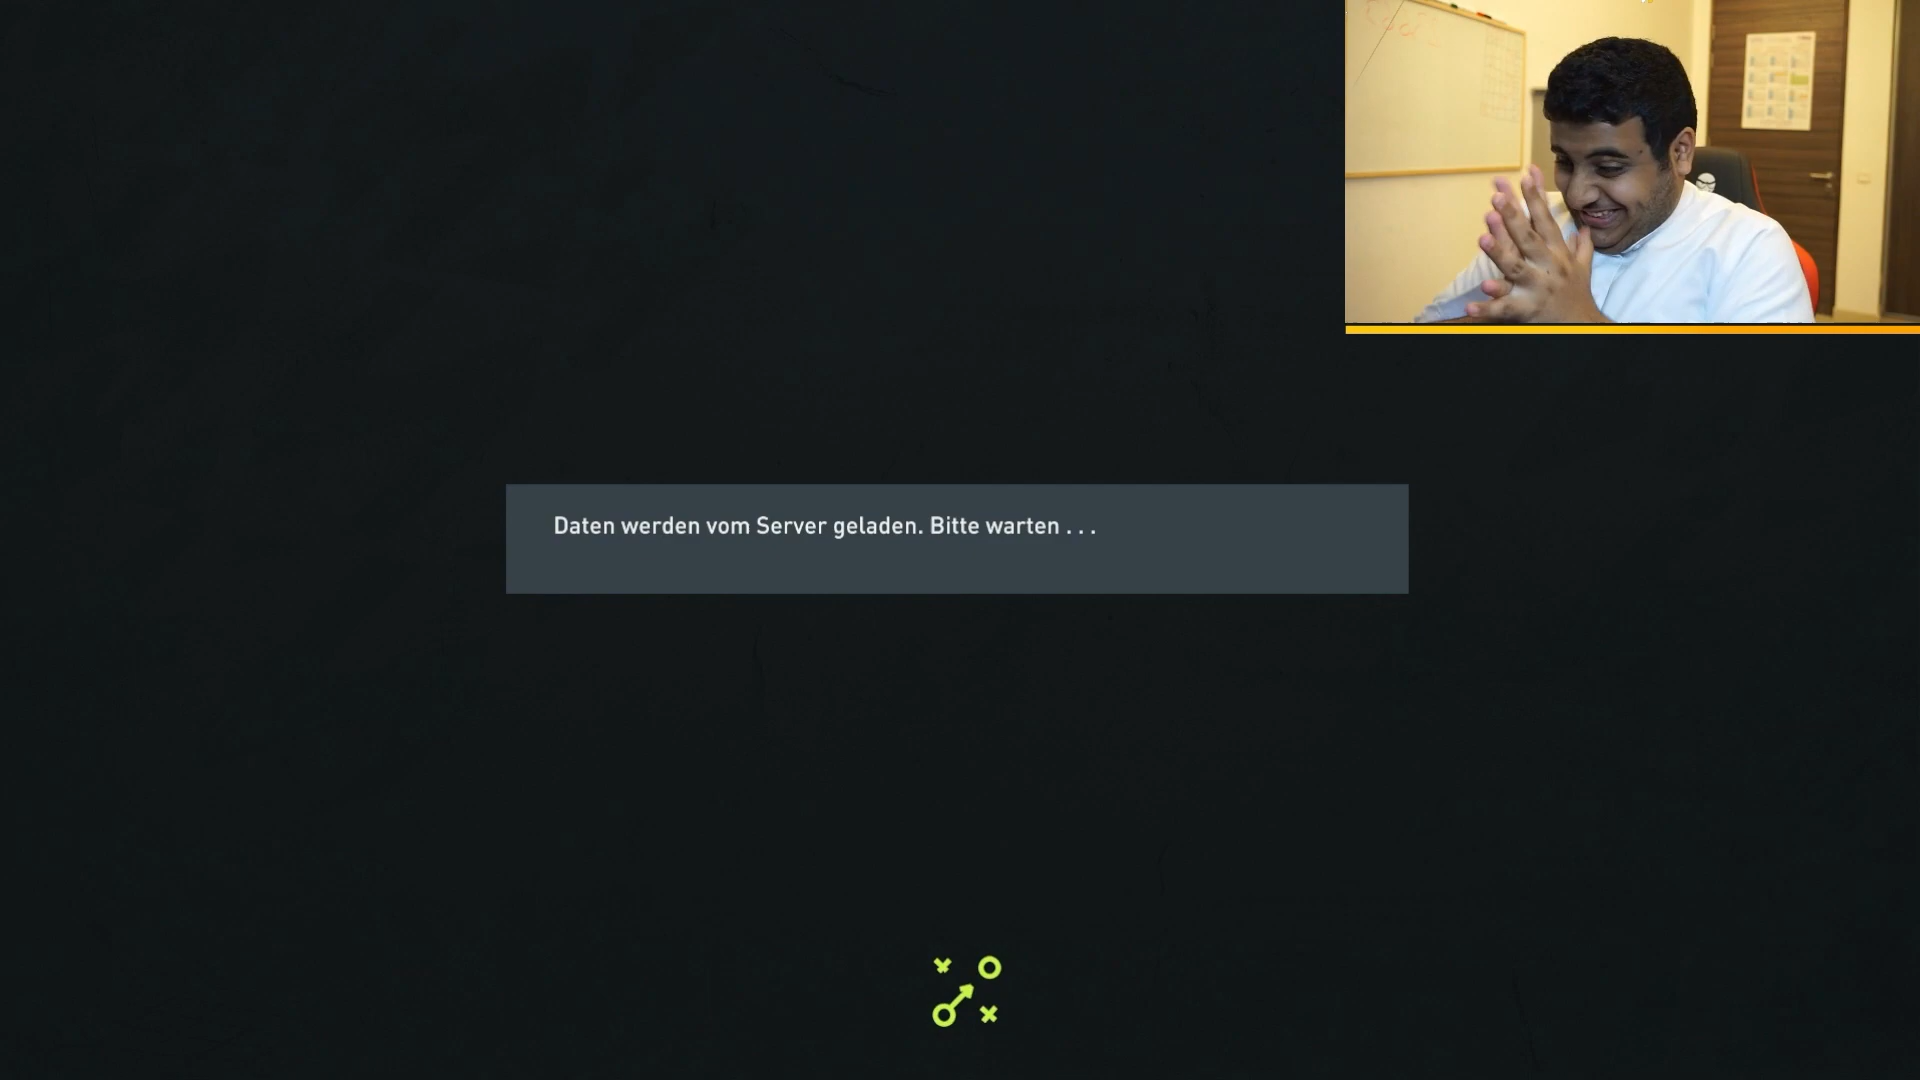 Daten werden vom Server geladen. Bitte warten . . .